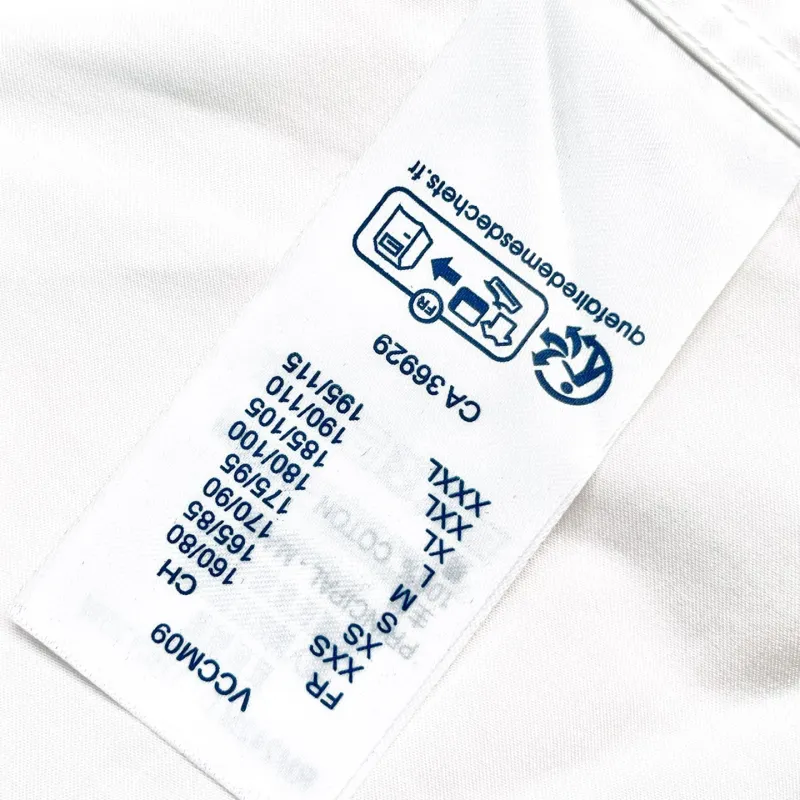 VCCM09
FR CH
XXS 160/80
XS 165/85
S 170/90
M 175/95
L 180/100
XL 185/105
XXL 190/110
XXXL 195/115
CA 36929
FR
quefairedemesdechets.fr